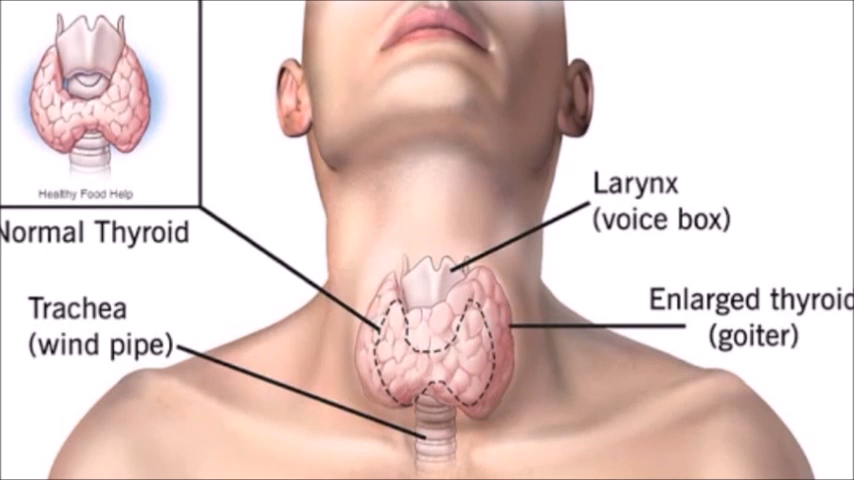 Healthy Food Help
Normal Thyroid
Trachea
(wind pipe)
Larynx
(voice box)
Enlarged thyroid
(goiter)